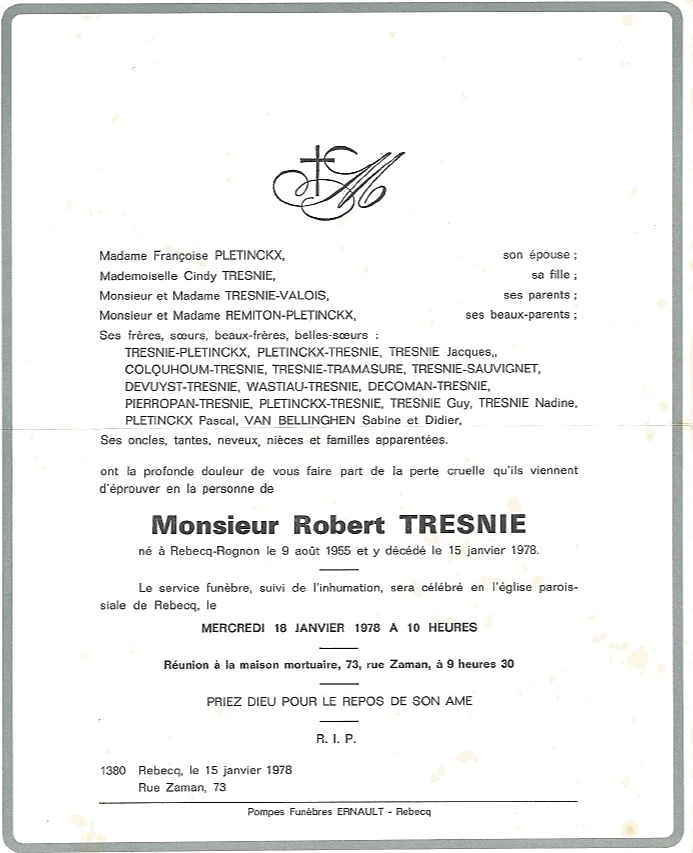 M
Madame Françoise PLETINCKX, son épouse ;
Mademoiselle Cindy TRESNIE, sa fille ;
Monsieur et Madame TRESNIE-VALOIS, ses parents ;
Monsieur et Madame REMITON-PLETINCKX, ses beaux-parents ;
Ses frères, sœurs, beaux-frères, belles-sœurs :
TRESNIE-PLETINCKX, PLETINCKX-TRESNIE, TRESNIE Jacques,,
COLQUHOUM-TRESNIE, TRESNIE-TRAMASURE, TRESNIE-SAUVIGNET,
DEVUYST-TRESNIE, WASTIAU-TRESNIE, DECOMAN-TRESNIE,
PIERROPAN-TRESNIE, PLETINCKX-TRESNIE, TRESNIE Guy, TRESNIE Nadine,
PLETINCKX Pascal, VAN BELLINGHEN Sabine et Didier,
Ses oncles, tantes, neveux, nièces et familles apparentées.
ont la profonde douleur de vous faire part de la perte cruelle qu'ils viennent
d'éprouver en la personne de
Monsieur Robert TRESNIE
né à Rebecq-Rognon le 9 août 1955 et y décédé le 15 janvier 1978.
Le service funèbre, suivi de l'inhumation, sera célébré en l'église parois-
siale de Rebecq, le
MERCREDI 18 JANVIER 1978 A 10 HEURES
Réunion à la maison mortuaire, 73, rue Zaman, à 9 heures 30
PRIEZ DIEU POUR LE REPOS DE SON AME
R. I. P.
1380 Rebecq, le 15 janvier 1978
Rue Zaman, 73
Pompes Funèbres ERNAULT - Rebecq